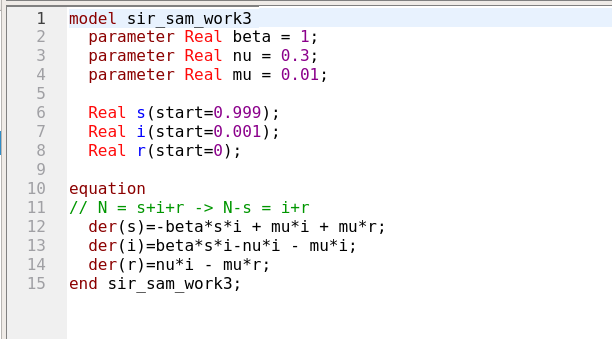 1 model sir_sam_work3
2   parameter Real beta = 1;
3   parameter Real nu = 0.3;
4   parameter Real mu = 0.01;
5
6   Real s(start=0.999);
7   Real i(start=0.001);
8   Real r(start=0);
9
10 equation
11 // N = s+i+r -> N-s = i+r
12   der(s)=-beta*s*i + mu*i + mu*r;
13   der(i)=beta*s*i-nu*i - mu*i;
14   der(r)=nu*i - mu*r;
15 end sir_sam_work3;